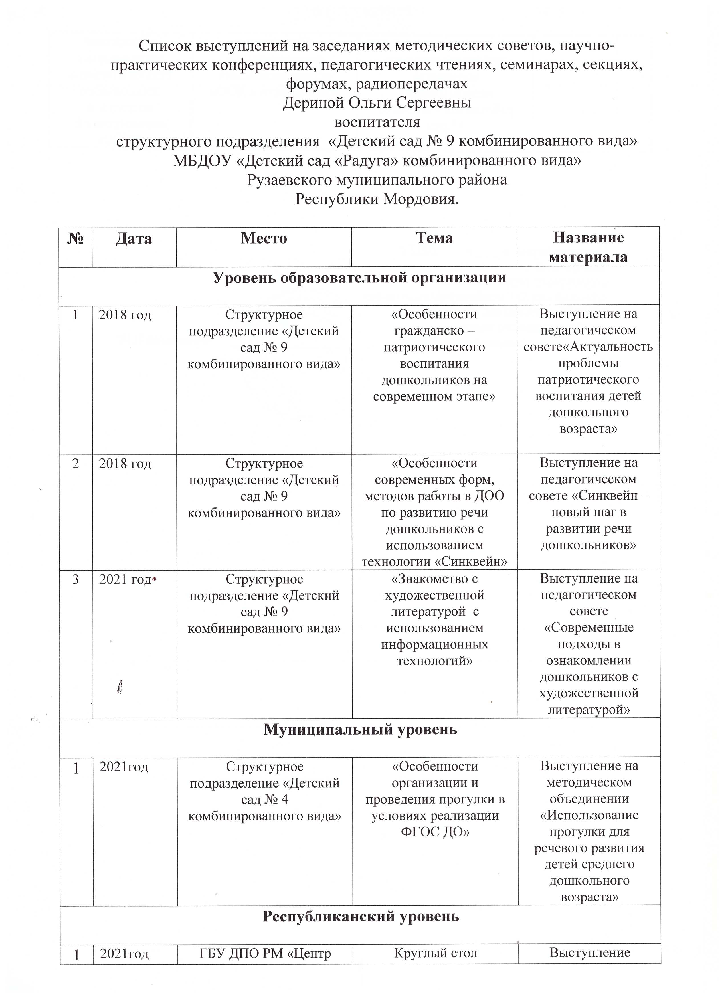 Список выступлений на заседаниях методических советов, научно-
практических конференциях, педагогических чтениях, семинарах, секциях,
форумах, радиопередачах
Дериной Ольги Сергеевны
воспитателя
структурного подразделения «Детский сад № 9 комбинированного вида»
МБДОУ «Детский сад «Радуга» комбинированного вида»
Рузаевского муниципального района
Республики Мордовия.
№
Дата
Место
Тема
Название
материала
Уровень образовательной организации
1
2018 год
Структурное
подразделение «Детский
сад № 9
комбинированного вида»
«Особенности
гражданско –
патриотического
воспитания
дошкольников на
современном этапе»
Выступление на
педагогическом
совете«Актуальность
проблемы
патриотического
воспитания детей
дошкольного
возраста»
2
2018 год
Структурное
подразделение «Детский
сад № 9
комбинированного вида»
«Особенности
современных форм,
методов работы в ДОО
по развитию речи
дошкольников с
использованием
технологии «Синквейн»
Выступление на
педагогическом
совете «Синквейн –
новый шаг в
развитии речи
дошкольников»
3
2021 год
Структурное
подразделение «Детский
сад № 9
комбинированного вида»
«Знакомство с
художественной
литературой с
использованием
информационных
технологий»
Выступление на
педагогическом
совете
«Современные
подходы в
ознакомлении
дошкольников с
художественной
литературой»
Муниципальный уровень
1
2021год
Структурное
подразделение «Детский
сад № 4
комбинированного вида»
«Особенности
организации и
проведения прогулки в
условиях реализации
ФГОС ДО»
Выступление на
методическом
объединении
«Использование
прогулки для
речевого развития
детей среднего
дошкольного
возраста»
Республиканский уровень
1
2021год
ГБУ ДПО РМ «Центр
Круглый стол
Выступление